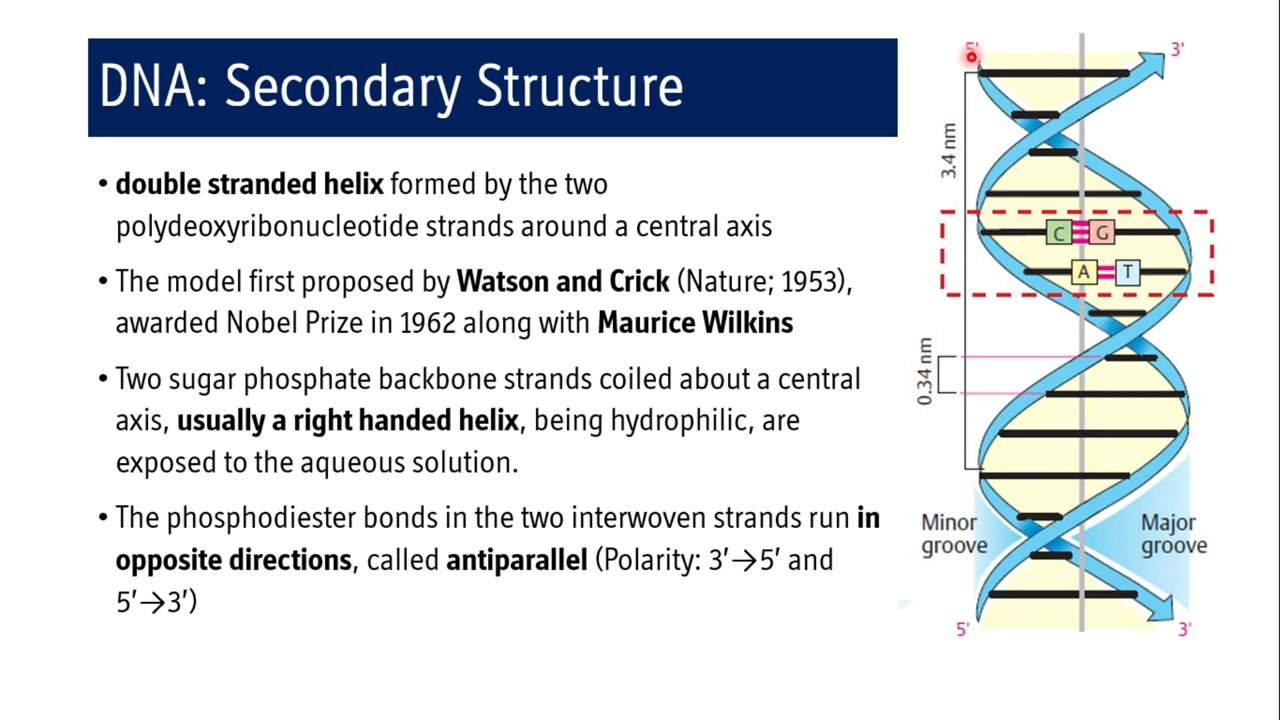 DNA: Secondary Structure
• double stranded helix formed by the two
polydeoxyribonucleotide strands around a central axis
• The model first proposed by Watson and Crick (Nature; 1953),
awarded Nobel Prize in 1962 along with Maurice Wilkins
• Two sugar phosphate backbone strands coiled about a central
axis, usually a right handed helix, being hydrophilic, are
exposed to the aqueous solution.
• The phosphodiester bonds in the two interwoven strands run in
opposite directions, called antiparallel (Polarity: 3′→5′ and
5′→3′)
5'
3'
3.4 nm
C G
A T
0.34 nm
Minor
groove
Major
groove
5'
3'